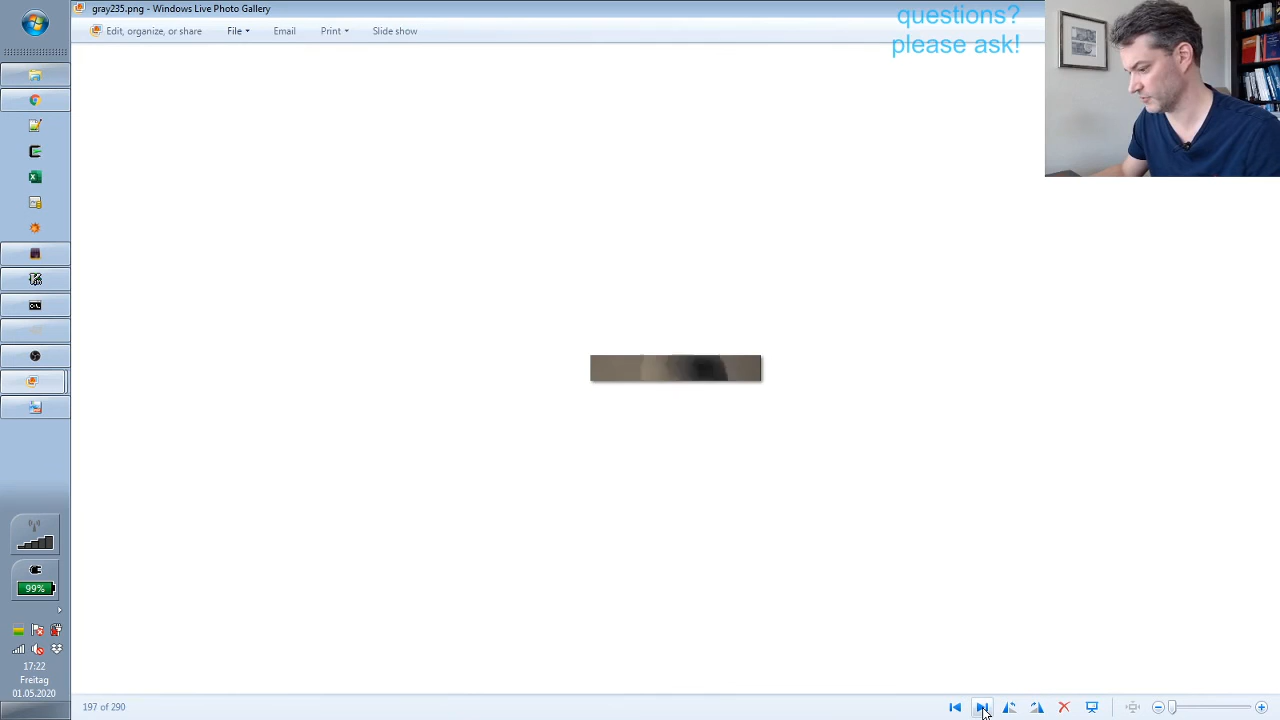 gray235.png - Windows Live Photo Gallery
questions?
please ask!
Edit, organize, or share File Email Print Slide show
99%
17:22
Freitag
01.05.2020
197 of 290